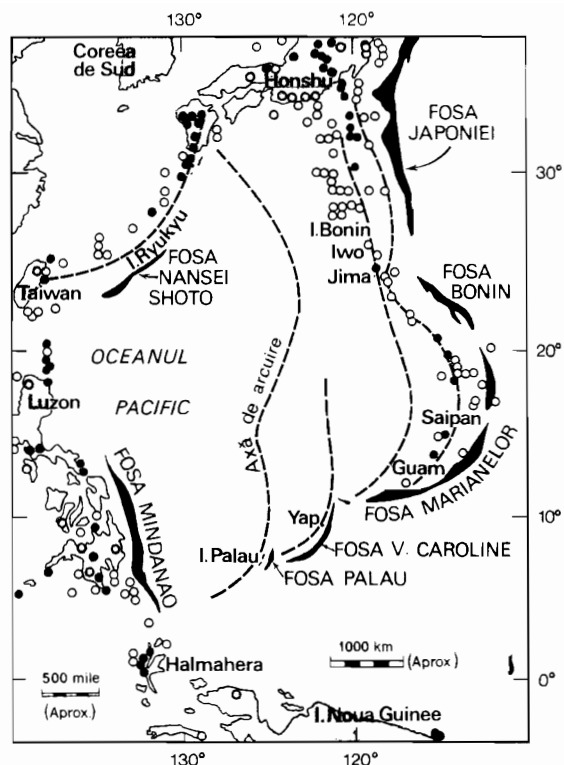 130° 120°
Coreea
de Sud
Honshu
FOSA
JAPONIEI
30°
I.Bonin
Iwo
Jima
I.Ryukyu
FOSA
NANSEI
SHOTO
FOSA
BONIN
Taiwan
OCEANUL
PACIFIC
20°
Axă de arcuire
Luzon
Saipan
Guam
FOSA MARIANELOR
FOSA MINDANAO
Yap
10°
I.Palau
FOSA V. CAROLINE
FOSA PALAU
Halmahera
500 mile
(Aprox.)
1000 km
(Aprox)
0°
I.Noua Guinee
130° 120°